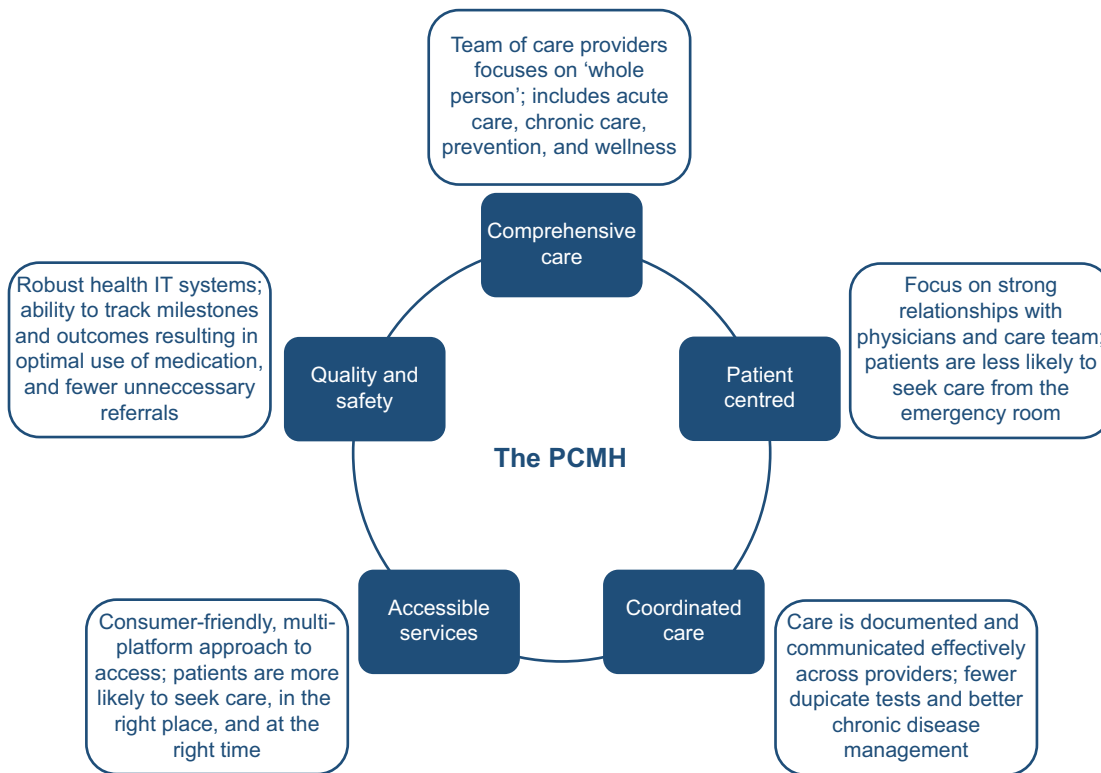 Team of care providers
focuses on ‘whole
person’; includes acute
care, chronic care,
prevention, and wellness
Comprehensive
care
Robust health IT systems;
ability to track milestones
and outcomes resulting in
optimal use of medication,
and fewer unneccessary
referrals
Quality and
safety
Patient
centred
Focus on strong
relationships with
physicians and care team;
patients are less likely to
seek care from the
emergency room
The PCMH
Accessible
services
Consumer-friendly, multi-
platform approach to
access; patients are more
likely to seek care, in the
right place, and at the
right time
Coordinated
care
Care is documented and
communicated effectively
across providers; fewer
dupicate tests and better
chronic disease
management